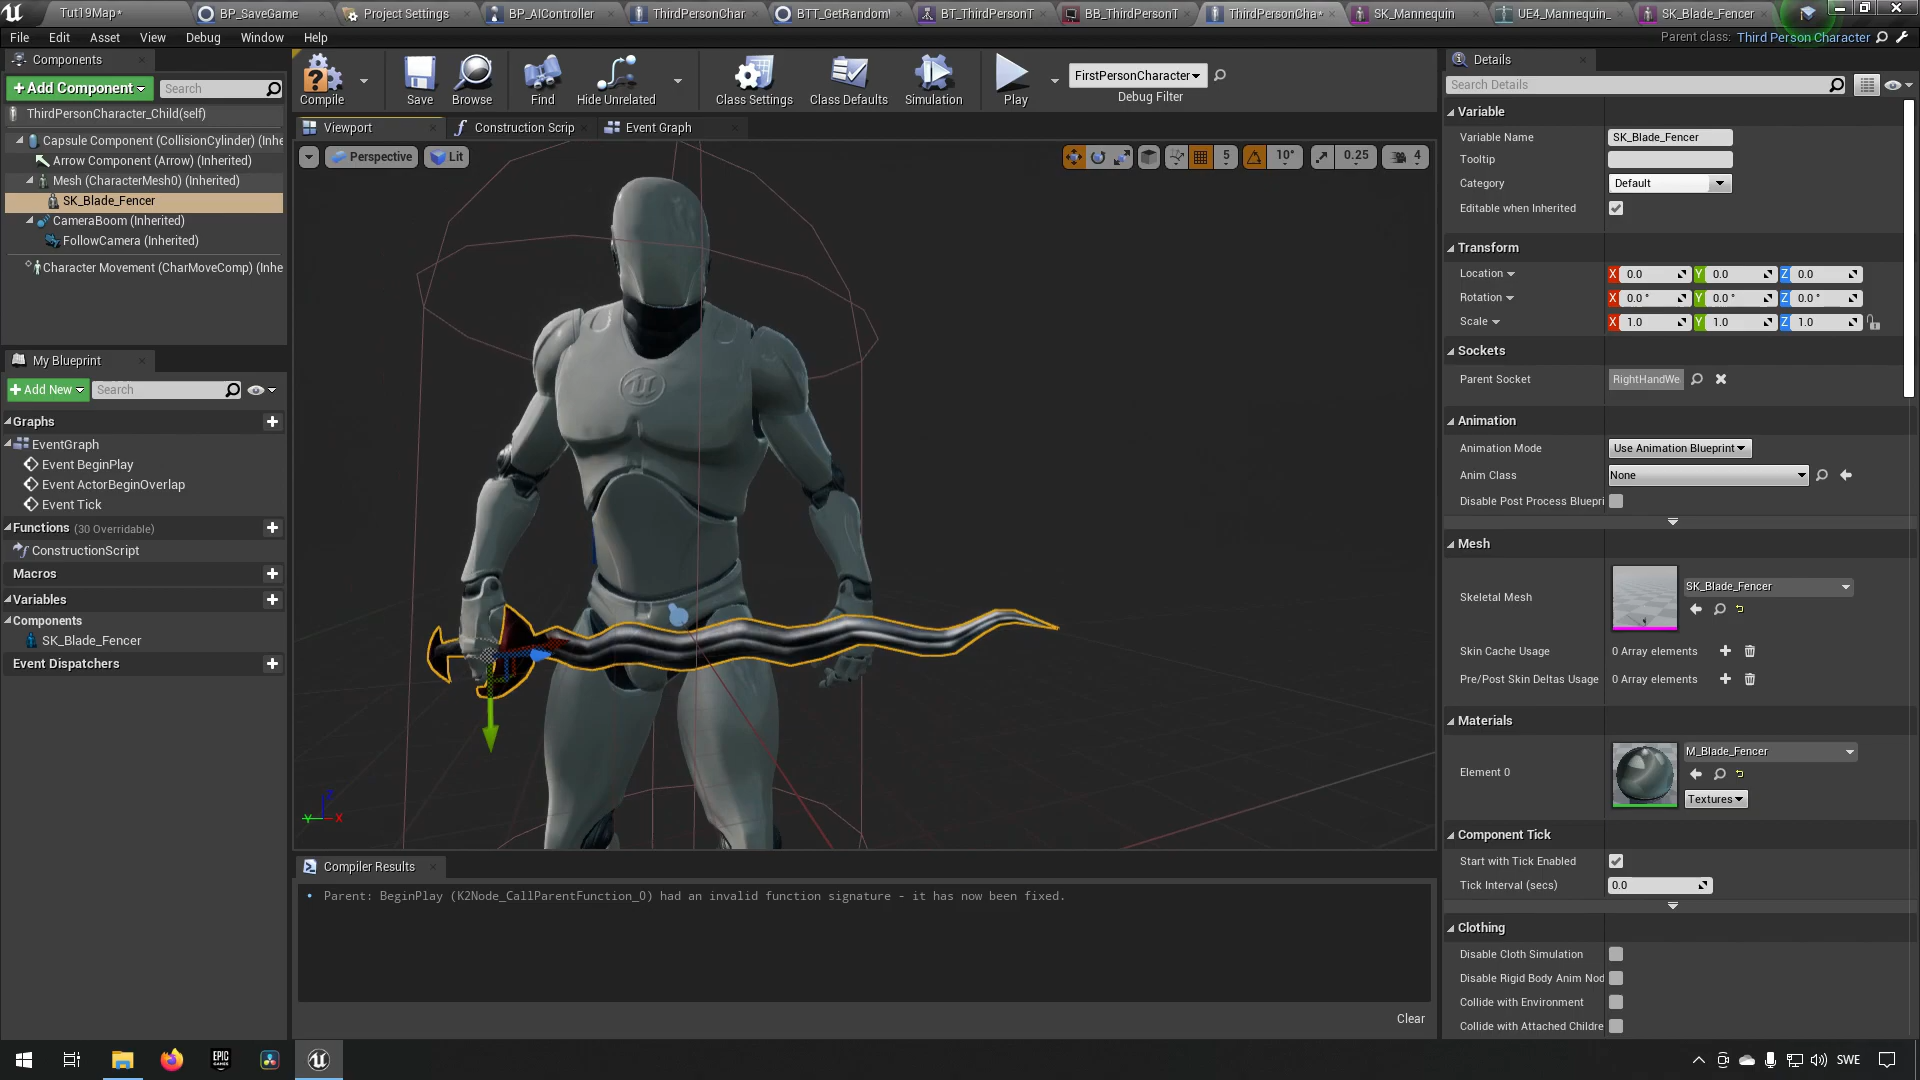 Tut19Map*
BP_SaveGame
Project Settings
BP_AIController
ThirdPersonChar
BTT_GetRandomV
BT_ThirdPersonT
BB_ThirdPersonT
ThirdPersonCha*
SK_Mannequin
UE4_Mannequin_
SK_Blade_Fencer
File Edit Asset View Debug Window Help
Parent class: Third Person Character
Components
+Add Component
Search
ThirdPersonCharacter_Child(self)
Capsule Component (CollisionCylinder) (Inhe
Arrow Component (Arrow) (Inherited)
Mesh (CharacterMesh0) (Inherited)
SK_Blade_Fencer
CameraBoom (Inherited)
FollowCamera (Inherited)
Character Movement (CharMoveComp) (Inhe
My Blueprint
+Add New
Search
Graphs
EventGraph
Event BeginPlay
Event ActorBeginOverlap
Event Tick
Functions (30 Overridable)
ConstructionScript
Macros
Variables
Components
SK_Blade_Fencer
Event Dispatchers
Compile
Save
Browse
Find
Hide Unrelated
Class Settings
Class Defaults
Simulation
Play
FirstPersonCharacter
Debug Filter
Viewport
Construction Scrip
Event Graph
Perspective
Lit
5
10°
0.25
4
Z
Y
X
Compiler Results
Parent: BeginPlay (K2Node_CallParentFunction_0) had an invalid function signature - it has now been fixed.
Clear
Details
Search Details
Variable
Variable Name SK_Blade_Fencer
Tooltip
Category Default
Editable when Inherited
Transform
Location X 0.0 Y 0.0 Z 0.0
Rotation X 0.0 ° Y 0.0 ° Z 0.0 °
Scale X 1.0 Y 1.0 Z 1.0
Sockets
Parent Socket RightHandWe
Animation
Animation Mode Use Animation Blueprint
Anim Class None
Disable Post Process Bluepri
Mesh
Skeletal Mesh SK_Blade_Fencer
Skin Cache Usage 0 Array elements
Pre/Post Skin Deltas Usage 0 Array elements
Materials
Element 0 M_Blade_Fencer
Textures
Component Tick
Start with Tick Enabled
Tick Interval (secs) 0.0
Clothing
Disable Cloth Simulation
Disable Rigid Body Anim Nod
Collide with Environment
Collide with Attached Childre
EPIC
GAMES
SWE